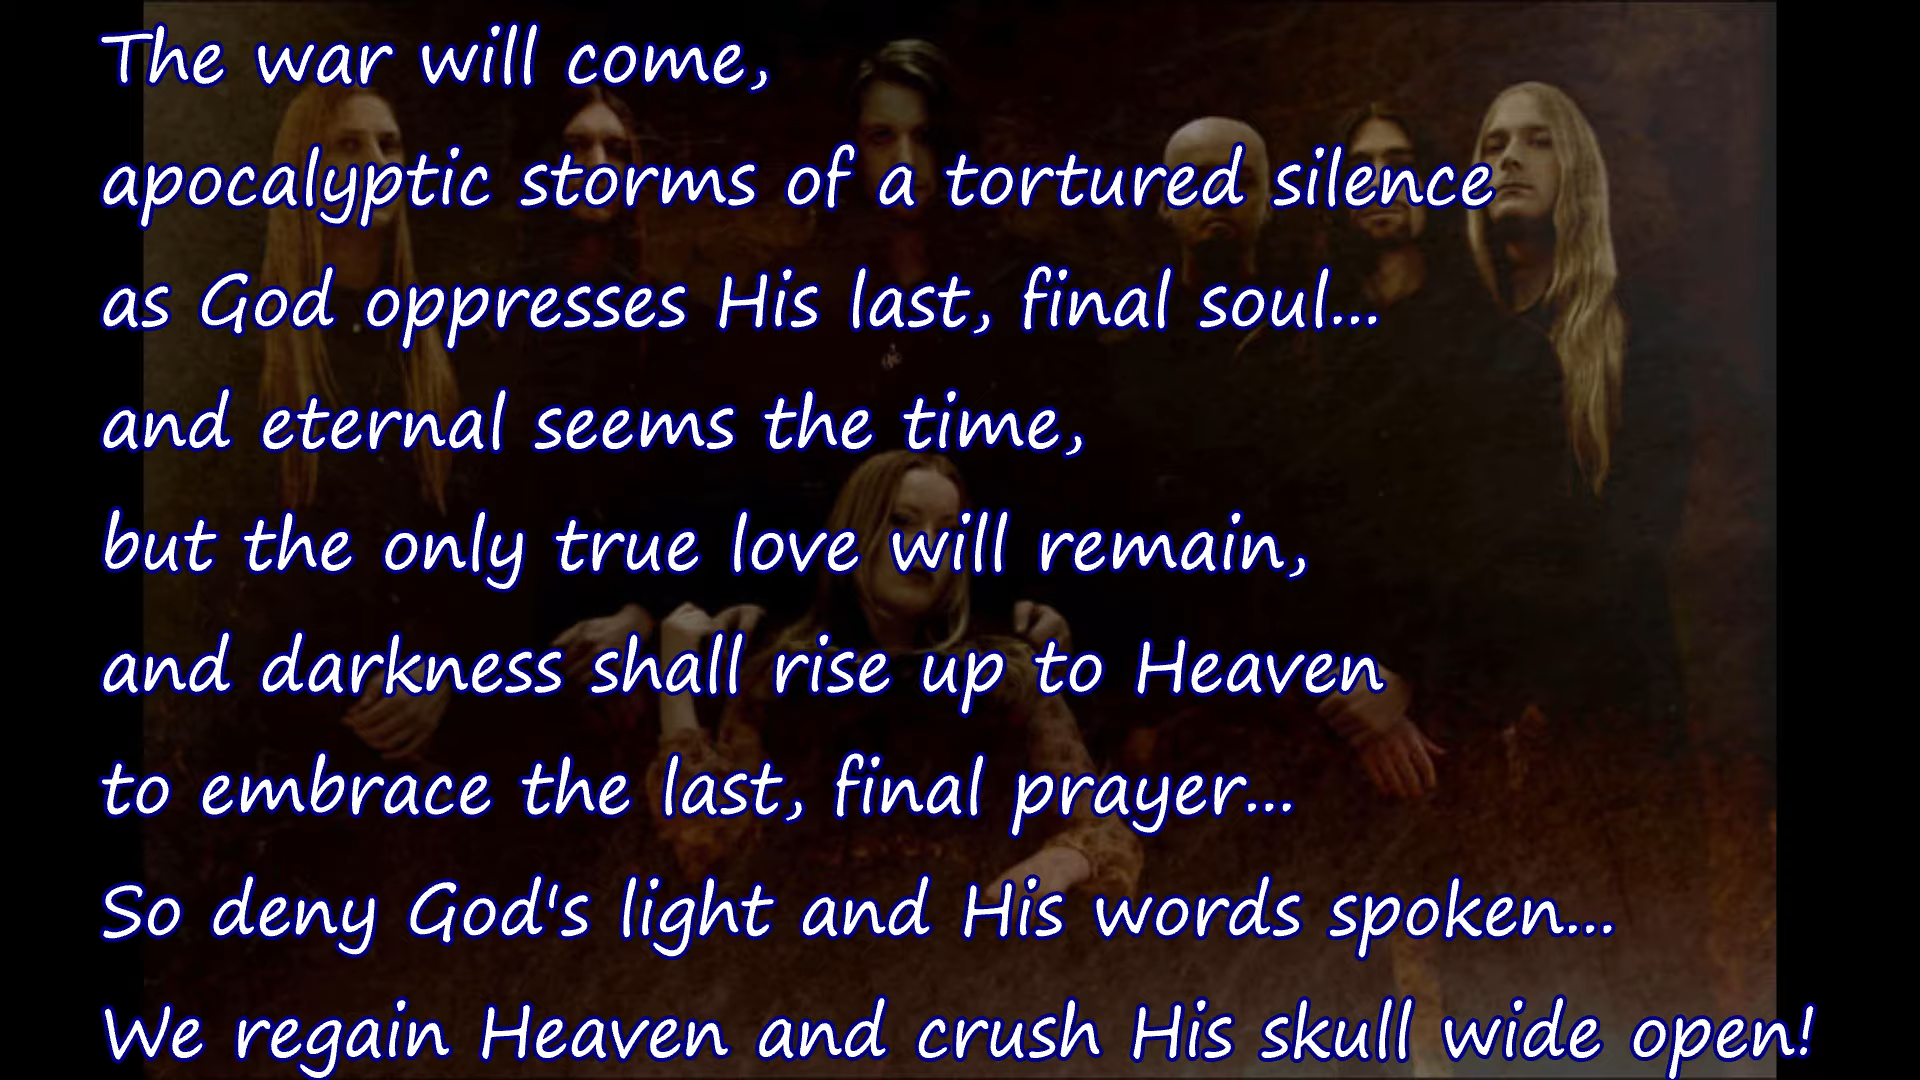 The war will come,
apocalyptic storms of a tortured silence
as God oppresses His last, final soul...
and eternal seems the time,
but the only true love will remain,
and darkness shall rise up to Heaven
to embrace the last, final prayer...
So deny God's light and His words spoken...
We regain Heaven and crush His skull wide open!